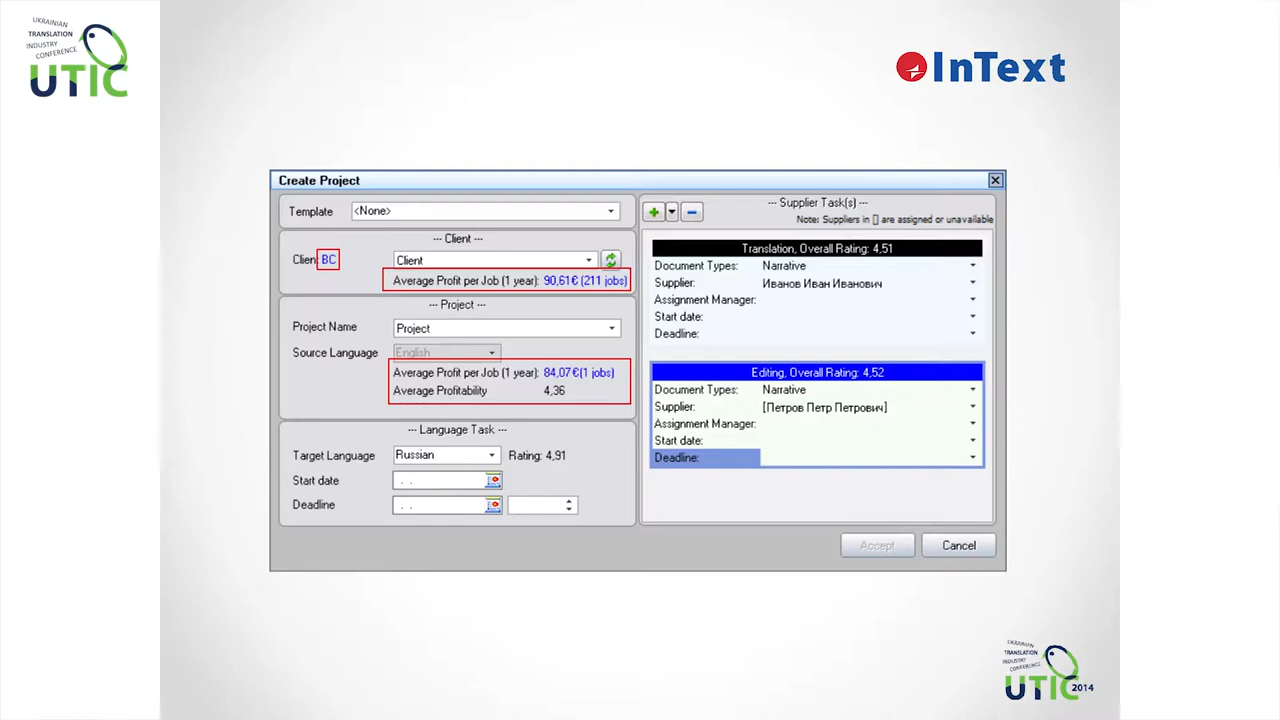 UKRAINIAN
TRANSLATION
INDUSTRY
CONFERENCE
UTIC
InText
Create Project
Template <None>
--- Client ---
Client BC Client
Average Profit per Job (1 year): 90,61€ (211 jobs)
--- Project ---
Project Name Project
Source Language English
Average Profit per Job (1 year): 84,07€(1 jobs)
Average Profitability 4,36
--- Language Task ---
Target Language Russian Rating: 4,91
Start date . .
Deadline . .
--- Supplier Task(s) ---
Note: Suppliers in [] are assigned or unavailable
Translation, Overall Rating: 4,51
Document Types: Narrative
Supplier: Иванов Иван Иванович
Assignment Manager:
Start date:
Deadline:
Editing, Overall Rating: 4,52
Document Types: Narrative
Supplier: [Петров Петр Петрович]
Assignment Manager:
Start date:
Deadline:
Accept Cancel
UKRAINIAN
TRANSLATION
INDUSTRY
CONFERENCE
UTIC 2014